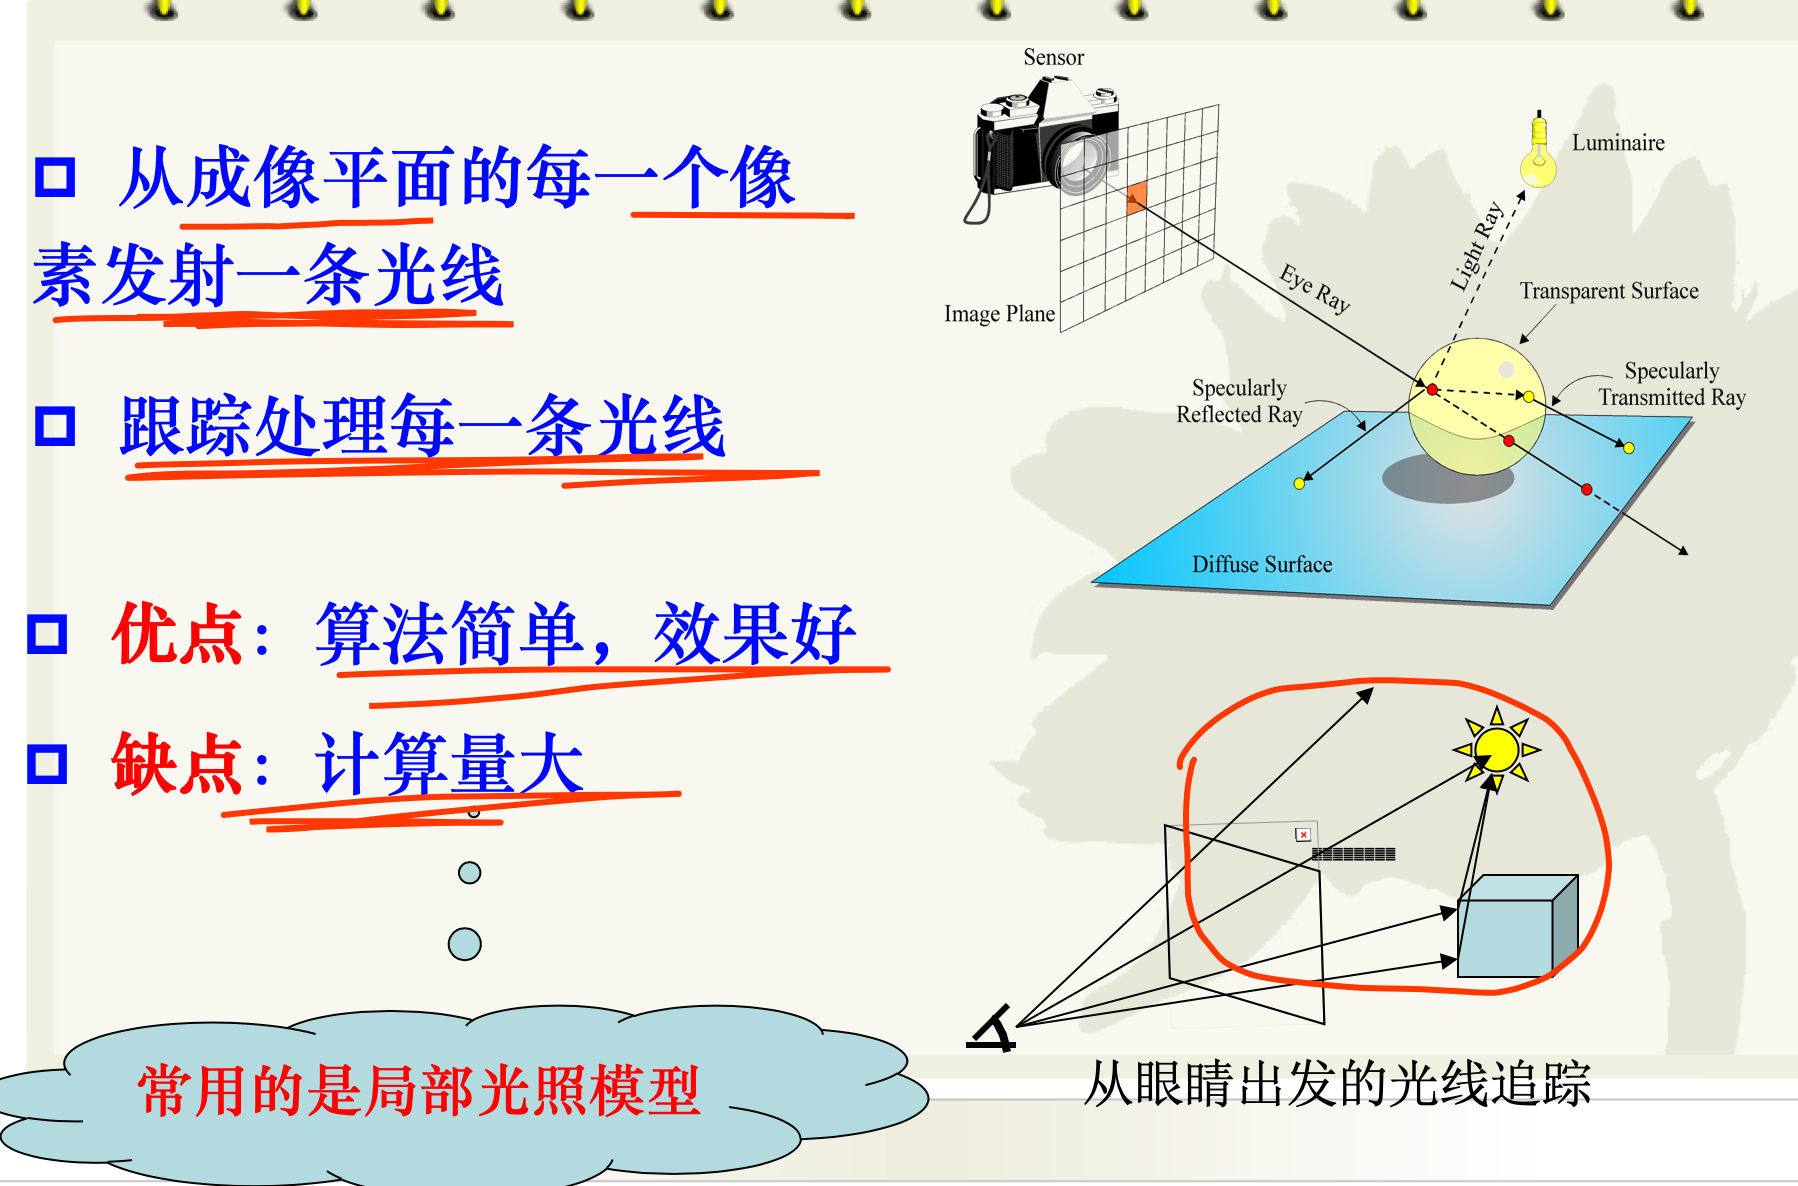 从成像平面的每一个像
素发射一条光线
跟踪处理每一条光线
优点：算法简单，效果好
缺点：计算量大
常用的是局部光照模型
Sensor
Luminaire
Light Ray
Eye Ray
Image Plane
Transparent Surface
Specularly
Reflected Ray
Specularly
Transmitted Ray
Diffuse Surface
从眼睛出发的光线追踪